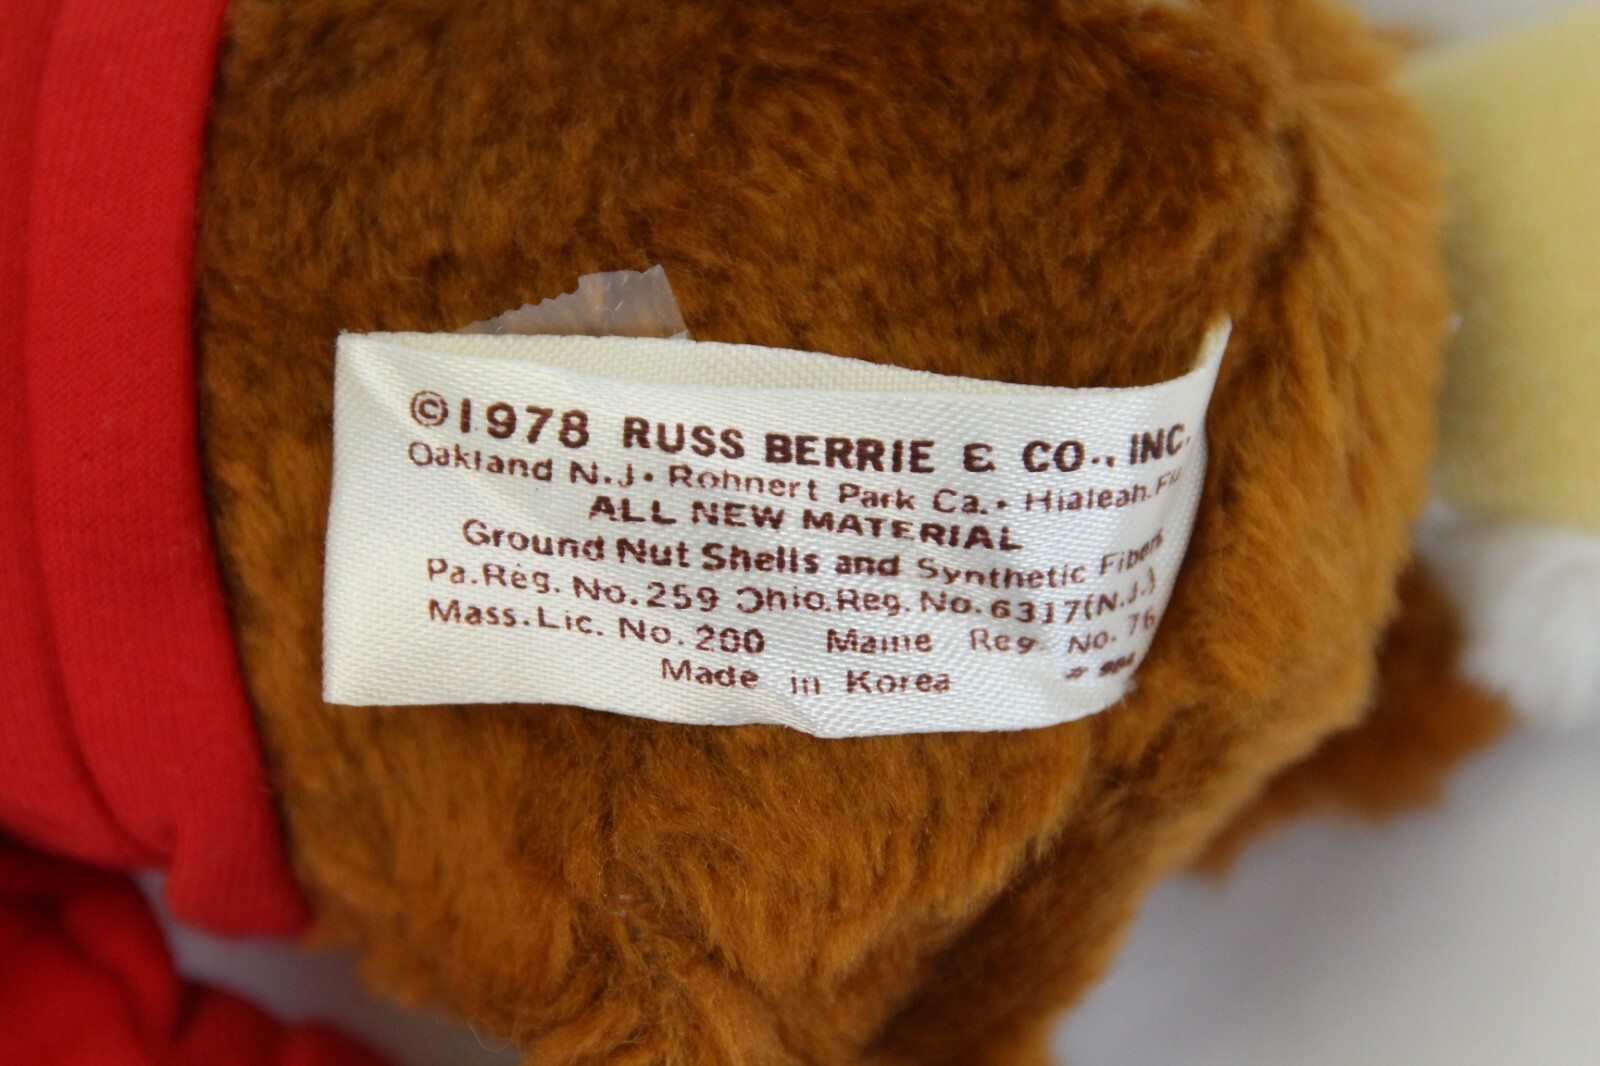 ©1978 RUSS BERRIE & CO., INC.
Oakland N.J • Rohnert Park Ca. • Hialeah.
ALL NEW MATERIAL
Ground Nut Shells and Synthetic Fibers
Pa.Reg. No.259 Ohio.Reg. No.6317(N.J.)
Mass.Lic. No.200 Maine Reg. No. 76
Made in Korea